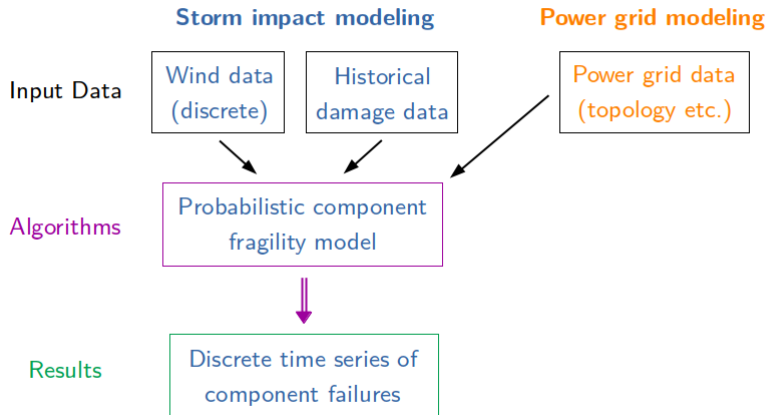 Storm impact modeling
Power grid modeling
Input Data
Wind data
(discrete)
Historical
damage data
Power grid data
(topology etc.)
Algorithms
Probabilistic component
fragility model
Results
Discrete time series of
component failures